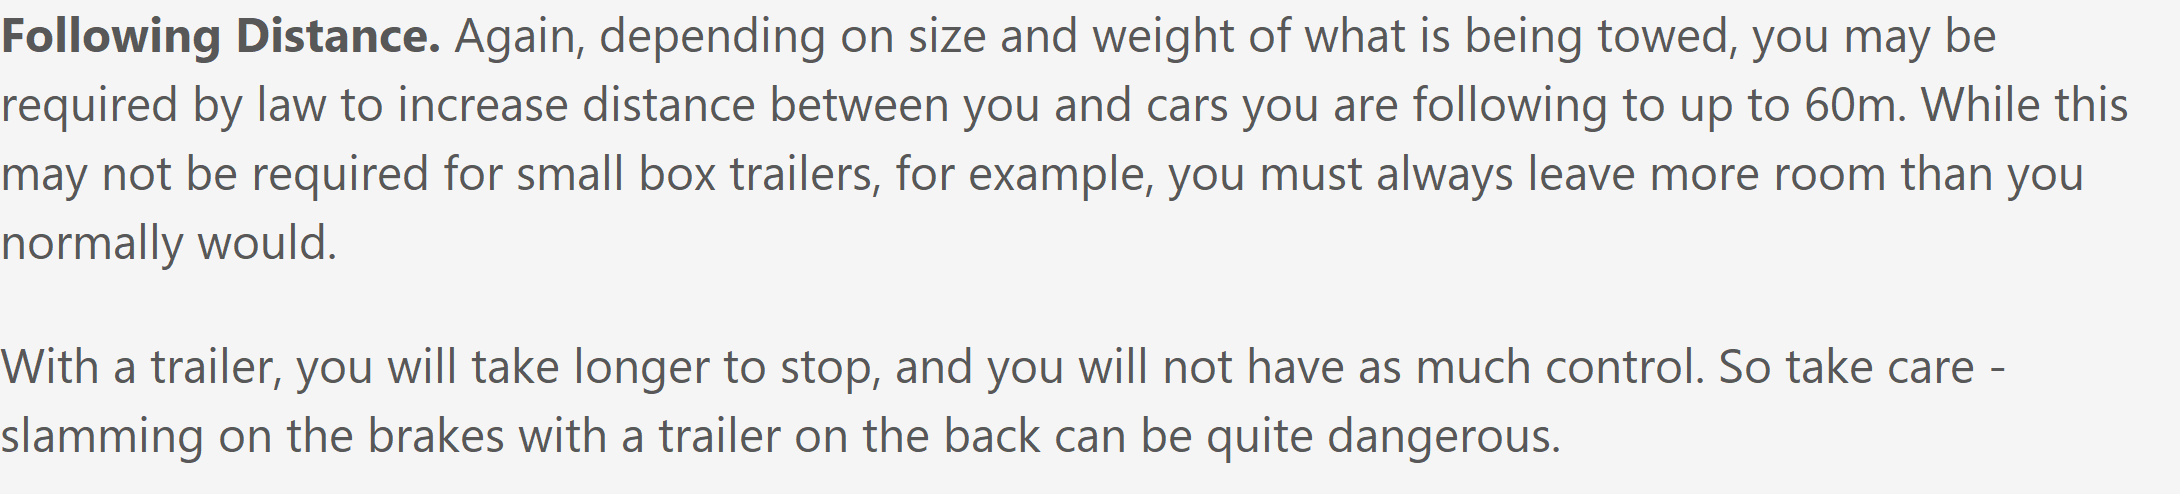 Following Distance. Again, depending on size and weight of what is being towed, you may be
required by law to increase distance between you and cars you are following to up to 60m. While this
may not be required for small box trailers, for example, you must always leave more room than you
normally would.
With a trailer, you will take longer to stop, and you will not have as much control. So take care -
slamming on the brakes with a trailer on the back can be quite dangerous.